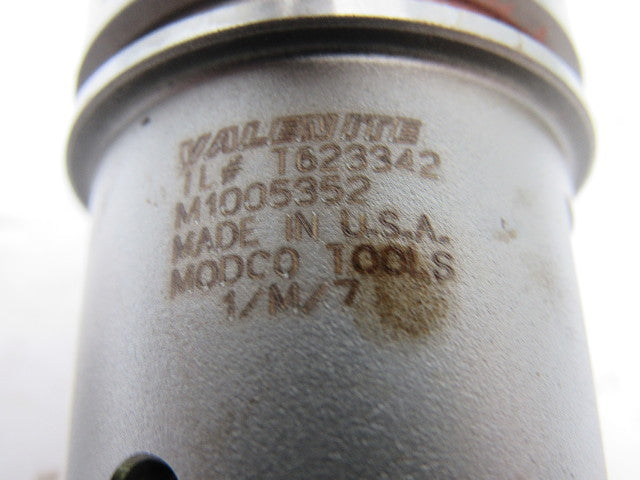 VALENITE
TL# T623342
M1005352
MADE IN U.S.A.
MODCO TOOLS
1/M/7